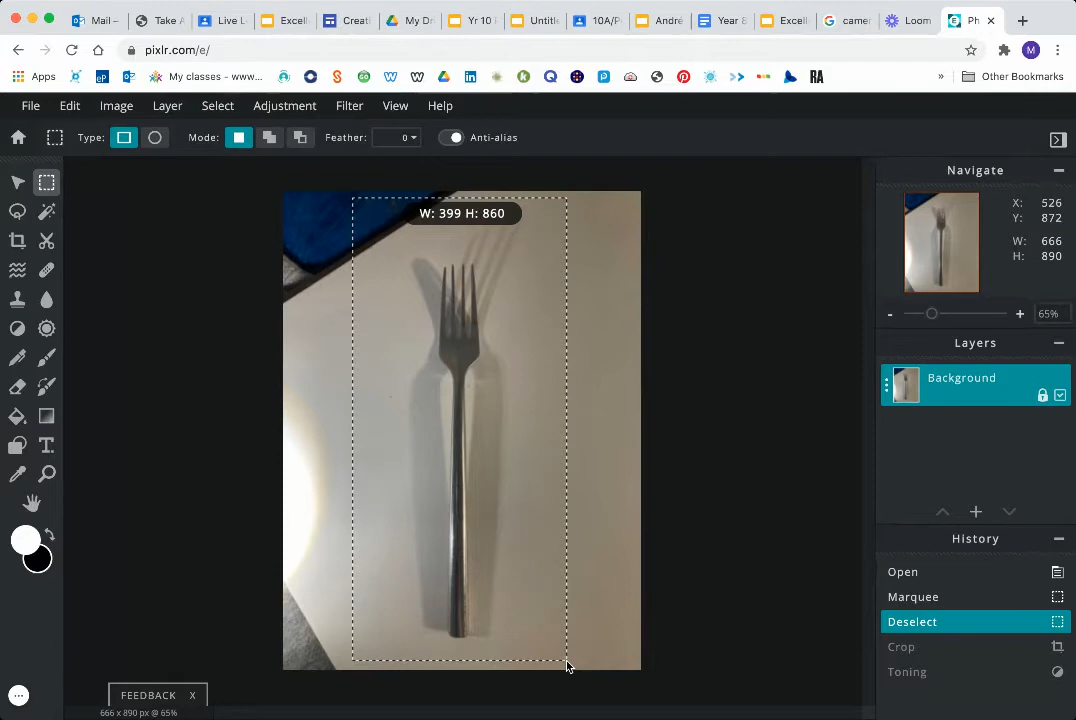 Mail –
Take A
Live L
Excell
Creati
My Dr
Yr 10 F
Untitle
10A/P
André
Year 8
Excell
camer
Loom
Ph
pixlr.com/e/
M
Apps
My classes - www...
»
Other Bookmarks
File Edit Image Layer Select Adjustment Filter View Help
Type: Mode: Feather: 0 Anti-alias
W: 399 H: 860
Navigate
X: 526
Y: 872
W: 666
H: 890
- + 65%
Layers
Background
History
Open
Marquee
Deselect
Crop
Toning
FEEDBACK X
666 x 890 px @ 65%